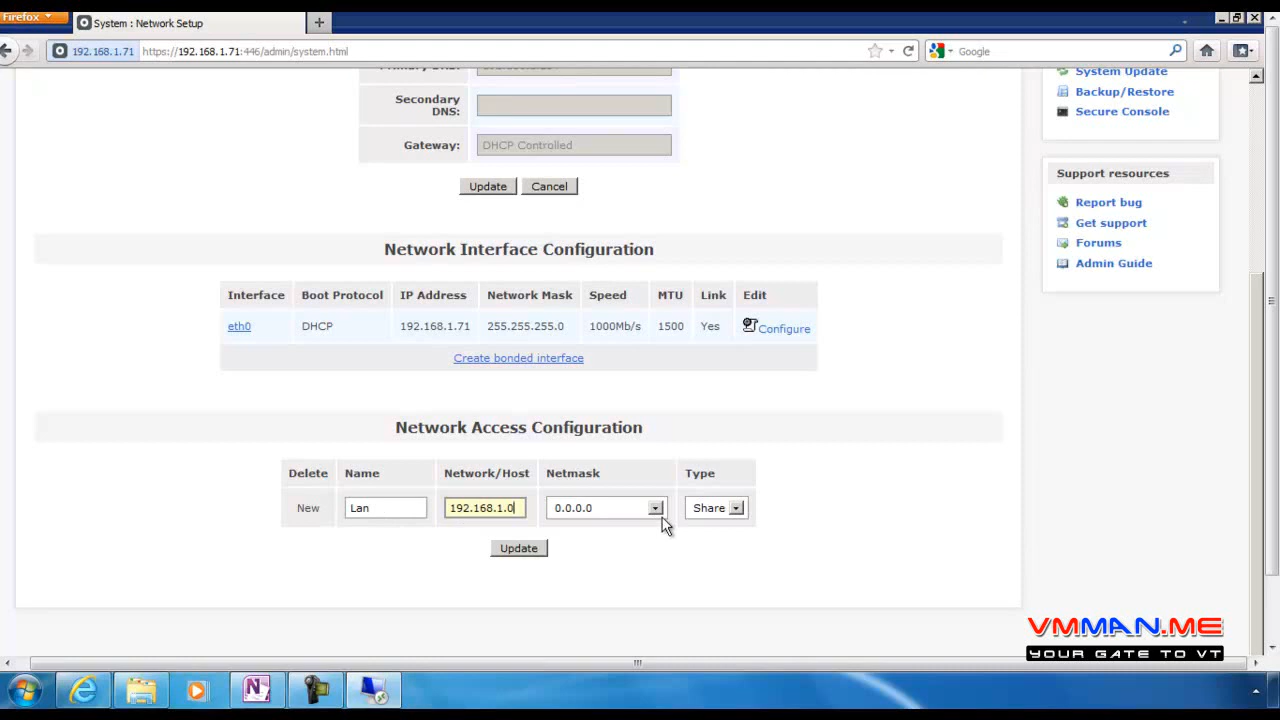 Firefox
System : Network Setup
192.168.1.71
https://192.168.1.71:446/admin/system.html
Google
System Update
Secondary
DNS:
Backup/Restore
Secure Console
Gateway:
DHCP Controlled
Update
Cancel
Support resources
Report bug
Get support
Forums
Admin Guide
Network Interface Configuration
Interface Boot Protocol IP Address Network Mask Speed MTU Link Edit
eth0 DHCP 192.168.1.71 255.255.255.0 1000Mb/s 1500 Yes Configure
Create bonded interface
Network Access Configuration
Delete Name Network/Host Netmask Type
New Lan 192.168.1.0 0.0.0.0 Share
Update
VMMAN.ME
YOUR GATE TO VT